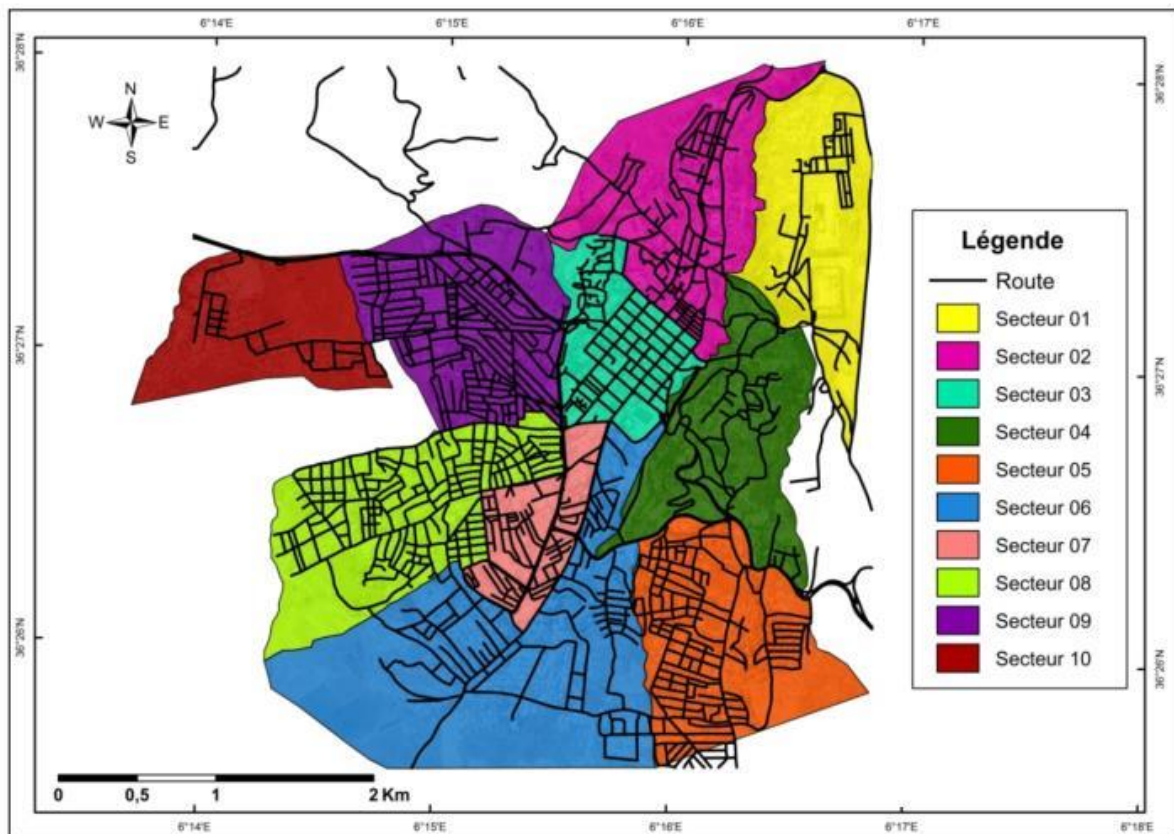 6°14'E 6°15'E 6°16'E 6°17'E
36°28'N
36°28'N
N
W E
S
Légende
Route
Secteur 01
Secteur 02
Secteur 03
Secteur 04
Secteur 05
Secteur 06
Secteur 07
Secteur 08
Secteur 09
Secteur 10
36°27'N
36°27'N
36°26'N
36°26'N
0 0,5 1 2 Km
6°14'E 6°15'E 6°16'E 6°17'E 6°18'E